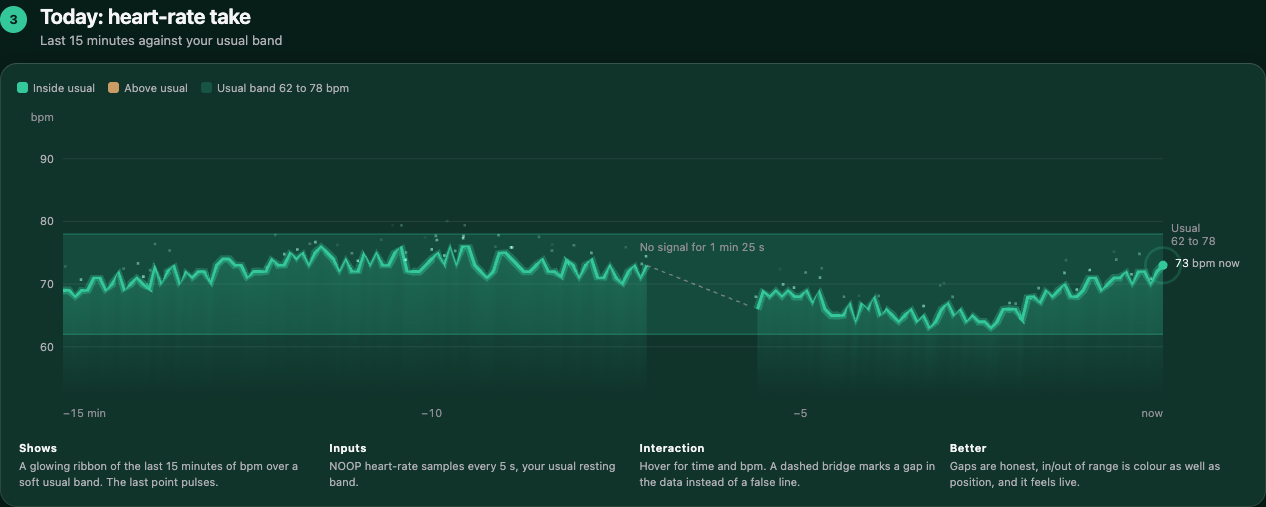 3
Today: heart-rate take
Last 15 minutes against your usual band
Inside usual
Above usual
Usual band 62 to 78 bpm
bpm
90
80
70
60
No signal for 1 min 25 s
Usual
62 to 78
73 bpm now
−15 min
−10
−5
now
Shows
A glowing ribbon of the last 15 minutes of bpm over a
soft usual band. The last point pulses.
Inputs
NOOP heart-rate samples every 5 s, your usual resting
band.
Interaction
Hover for time and bpm. A dashed bridge marks a gap in
the data instead of a false line.
Better
Gaps are honest, in/out of range is colour as well as
position, and it feels live.